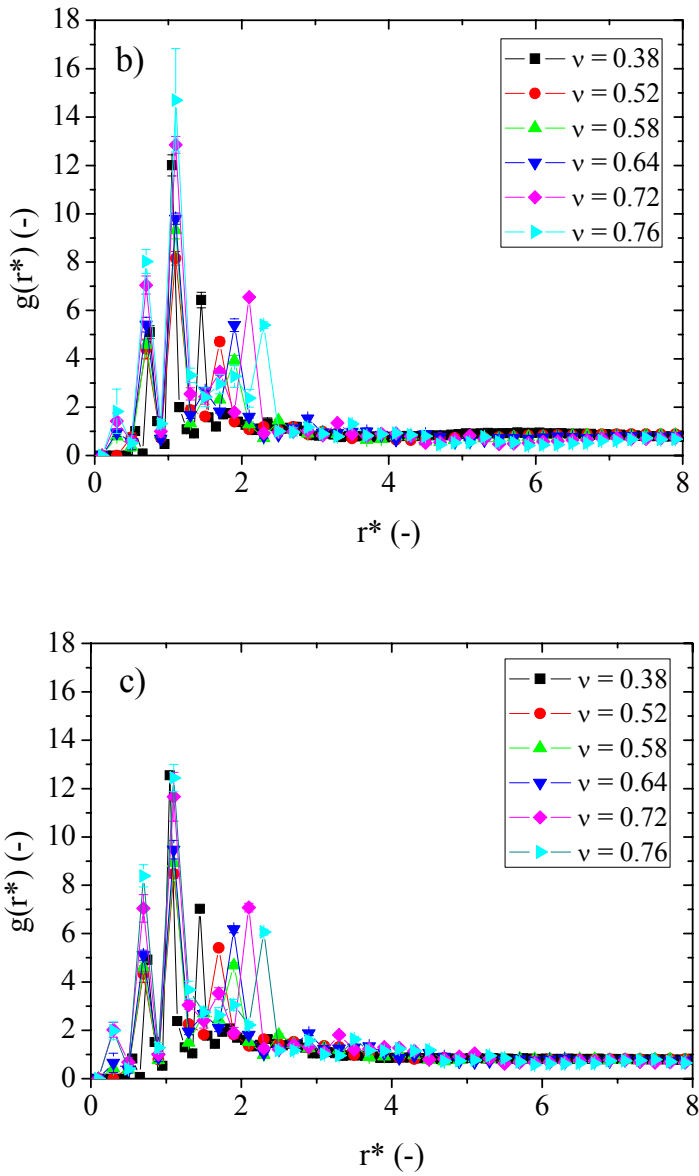 b)
ν = 0.38
ν = 0.52
ν = 0.58
ν = 0.64
ν = 0.72
ν = 0.76
18
16
14
12
10
8
6
4
2
0
g(r*) (-)
0 2 4 6 8
r* (-)
c)
ν = 0.38
ν = 0.52
ν = 0.58
ν = 0.64
ν = 0.72
ν = 0.76
18
16
14
12
10
8
6
4
2
0
g(r*) (-)
0 2 4 6 8
r* (-)